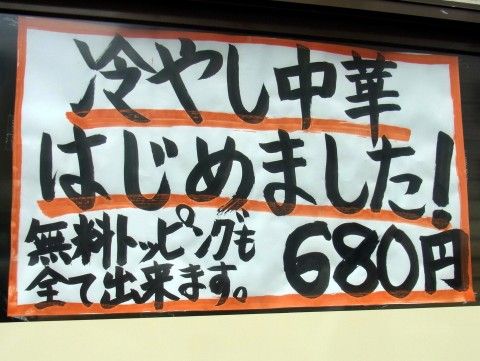 冷やし中華
はじめました!
無料トッピングも
全て出来ます。
680円